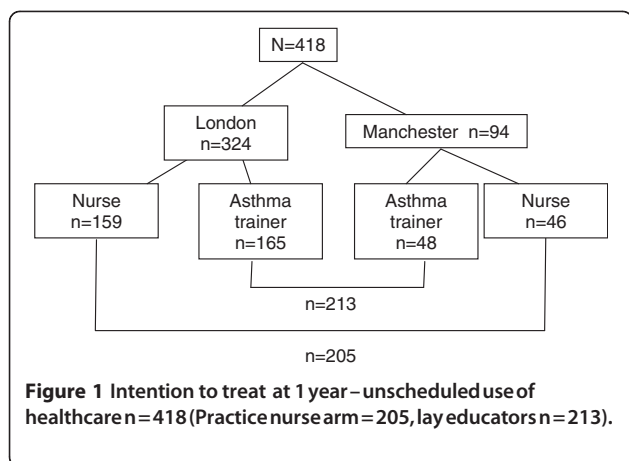 N=418
London
n=324
Manchester n=94
Nurse
n=159
Asthma
trainer
n=165
Asthma
trainer
n=48
Nurse
n=46
n=213
n=205
Figure 1 Intention to treat at 1 year – unscheduled use of
healthcare n = 418 (Practice nurse arm = 205, lay educators n = 213).